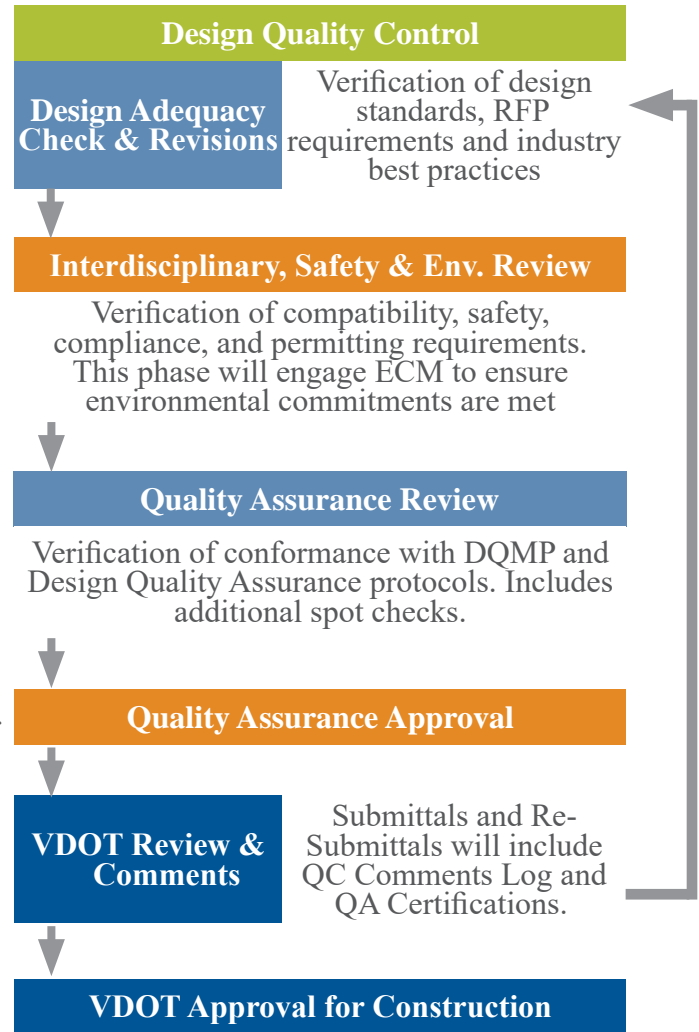 Design Quality Control
Design Adequacy
Check & Revisions
Verification of design
standards, RFP
requirements and industry
best practices
Interdisciplinary, Safety & Env. Review
Verification of compatibility, safety,
compliance, and permitting requirements.
This phase will engage ECM to ensure
environmental commitments are met
Quality Assurance Review
Verification of conformance with DQMP and
Design Quality Assurance protocols. Includes
additional spot checks.
Quality Assurance Approval
VDOT Review &
Comments
Submittals and Re-
Submittals will include
QC Comments Log and
QA Certifications.
VDOT Approval for Construction